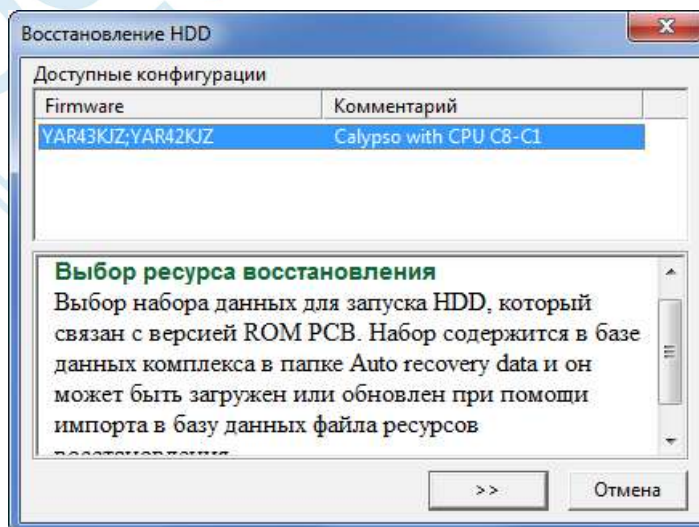 Восстановление HDD
Доступные конфигурации
Firmware Комментарий
YAR43KJZ;YAR42KJZ Calypso with CPU C8-C1
Выбор ресурса восстановления
Выбор набора данных для запуска HDD, который
связан с версией ROM PCB. Набор содержится в базе
данных комплекса в папке Auto recovery data и он
может быть загружен или обновлен при помощи
импорта в базу данных файла ресурсов
>> Отмена